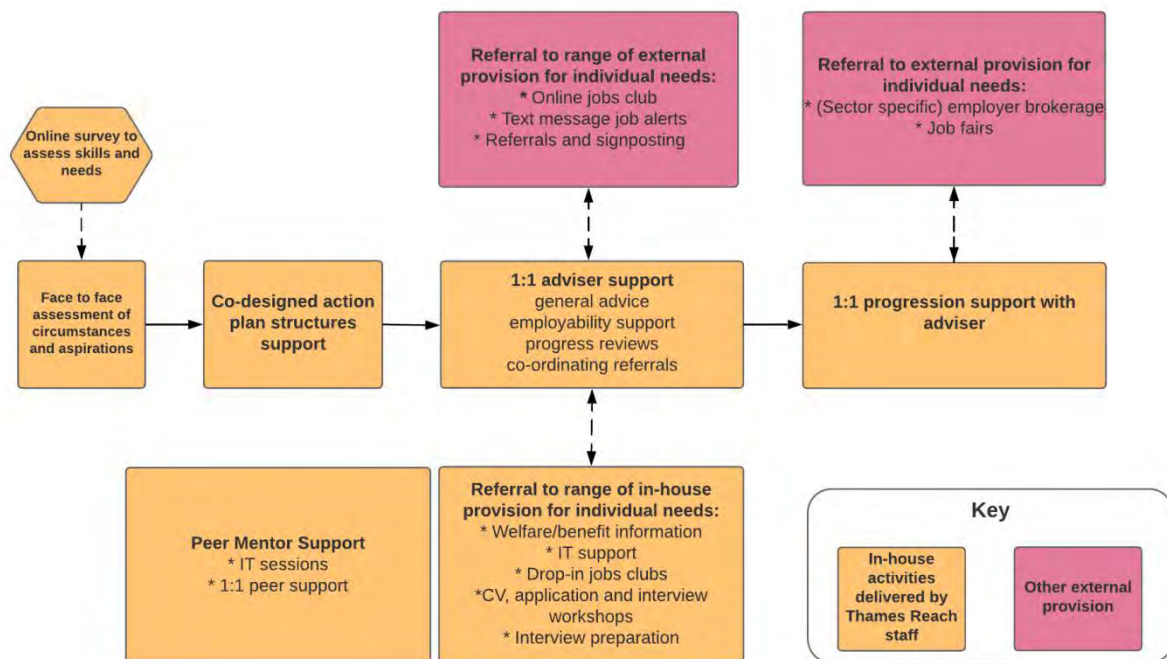 Referral to range of external
provision for individual needs:
* Online jobs club
* Text message job alerts
* Referrals and signposting
Referral to external provision for
individual needs:
* (Sector specific) employer brokerage
* Job fairs
Online survey to
assess skills and
needs
Face to face
assessment of
circumstances
and aspirations
Co-designed action
plan structures
support
1:1 adviser support
general advice
employability support
progress reviews
co-ordinating referrals
1:1 progression support with
adviser
Peer Mentor Support
* IT sessions
* 1:1 peer support
Referral to range of in-house
provision for individual needs:
* Welfare/benefit information
* IT support
* Drop-in jobs clubs
*CV, application and interview
workshops
* Interview preparation
Key
In-house
activities
delivered by
Thames Reach
staff
Other external
provision